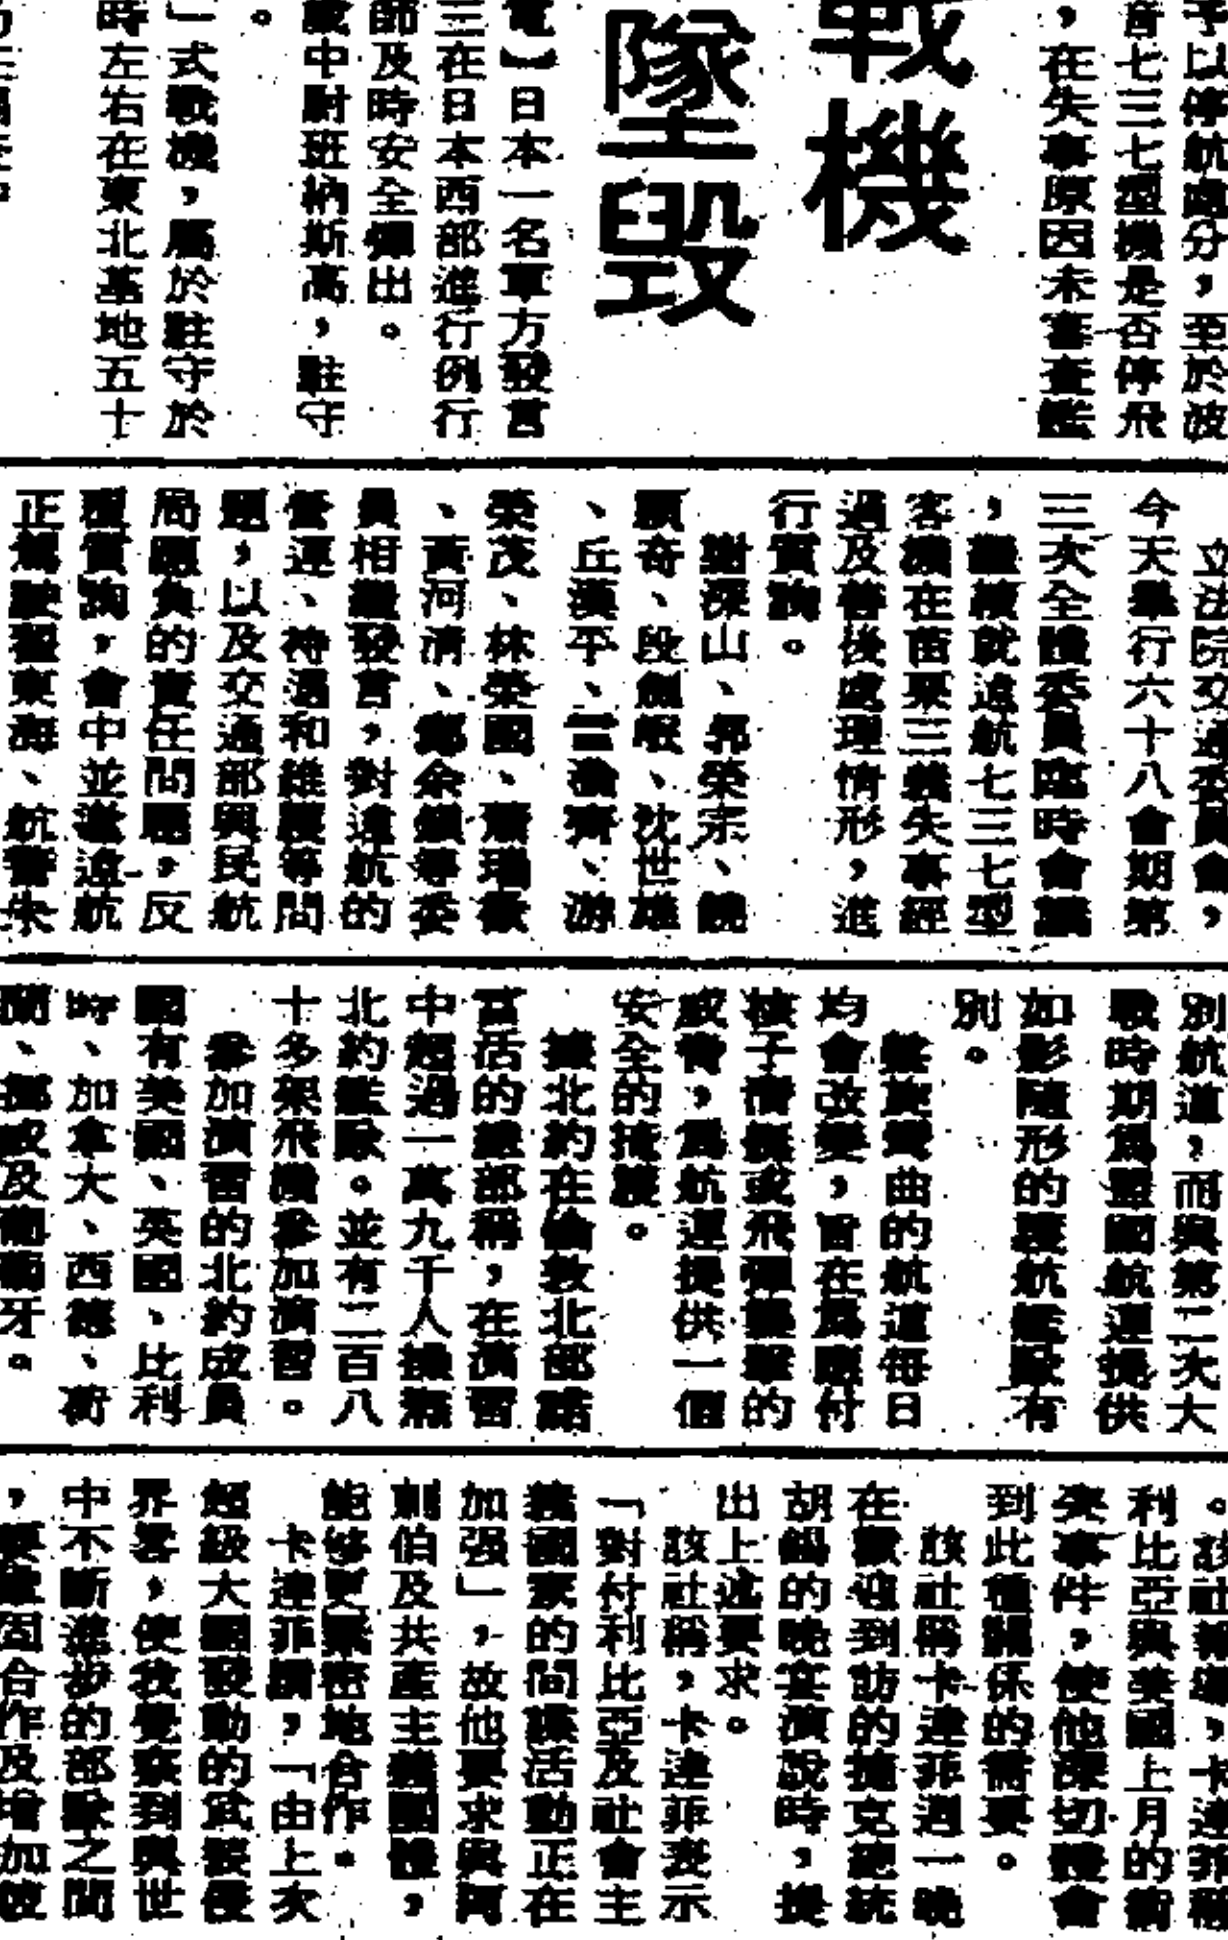 予以停航處分，至於波
音七三七型機是否停飛
，在失事原因未審查鑑
戰機
墜毀
電】日本一名軍方發言
三在日本西部進行例行
師及時安全彈出。
中尉班納斯高，駐守
。
」式戰機，屬於駐守於
時左右在東北基地五十
立法院交通委員會，
今天舉行六十八會期第
三次全體委員臨時會議
，繼續就遠航七三七型
客機在苗栗三義失事經
過及善後處理情形，進
行質詢。
謝深山、郭榮宗、饒
穎奇、段劍岷、沈世雄
、丘漢平、濟、游
榮茂、林榮國、蕭瑞徵
、黃河清、鄭余鎮等委
員相繼發言，對遠航的
營運、待遇和維護等問
題，以及交通部與民航
局應負的責任問題，反
覆質詢，會中並邀遠航
正駕駛東海、航警朱
別航道，而與第二次大
戰時期為盟國航運提供
如影隨形的護航艦隊有
別。
盤旋彎曲的航道每日
均會改變，旨在為應付
核子潛艇或飛彈襲擊的
威脅，為航運提供一個
安全的掩護。
據北約在倫敦北部諾
富活的總部稱，在演習
中超過一萬九千人操縱
北約艦隊。並有二百八
十多架飛機參加演習。
參加演習的北約成員
國有美國、英國、比利
時、加拿大、西德、荷
蘭、挪威及葡萄牙。
。該社報導，卡達菲稱
利比亞與美國上月的衝
突事件，使他深切體會
到此種關係的需要。
該社稱卡達菲週一晚
在歡迎到訪的捷克總統
胡錫的晚宴演說時，提
出上述要求。
該社稱，卡達菲表示
「對付利比亞及社會主
義國家的間諜活動正在
加强」，故他要求與阿
剌伯及共產主義國體，
能够更緊密地合作。
卡達菲謂，「由上次
超級大國發動的武裝侵
界署，使我覺察到與世
中不斷進步的部隊之間
，要鞏固合作及增加彼